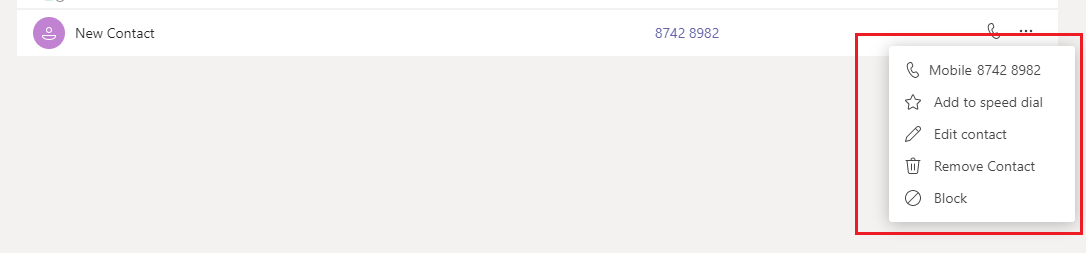 New Contact 8742 8982
Mobile 8742 8982
Add to speed dial
Edit contact
Remove Contact
Block